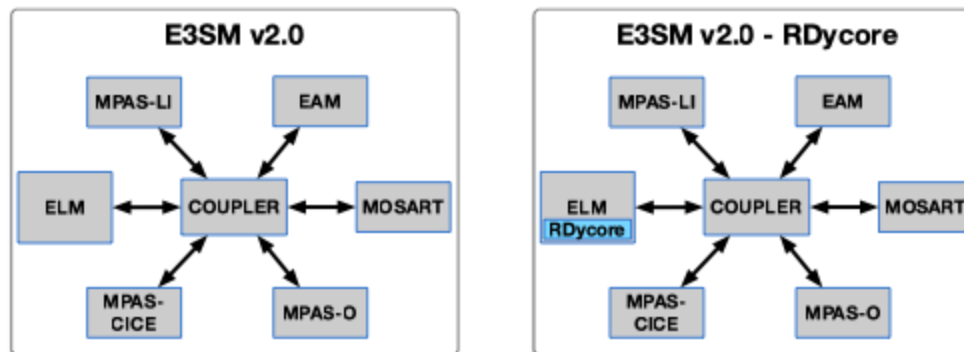 E3SM v2.0
MPAS-LI
EAM
ELM
COUPLER
MOSART
MPAS-
CICE
MPAS-O
E3SM v2.0 - RDycore
MPAS-LI
EAM
ELM
RDycore
COUPLER
MOSART
MPAS-
CICE
MPAS-O